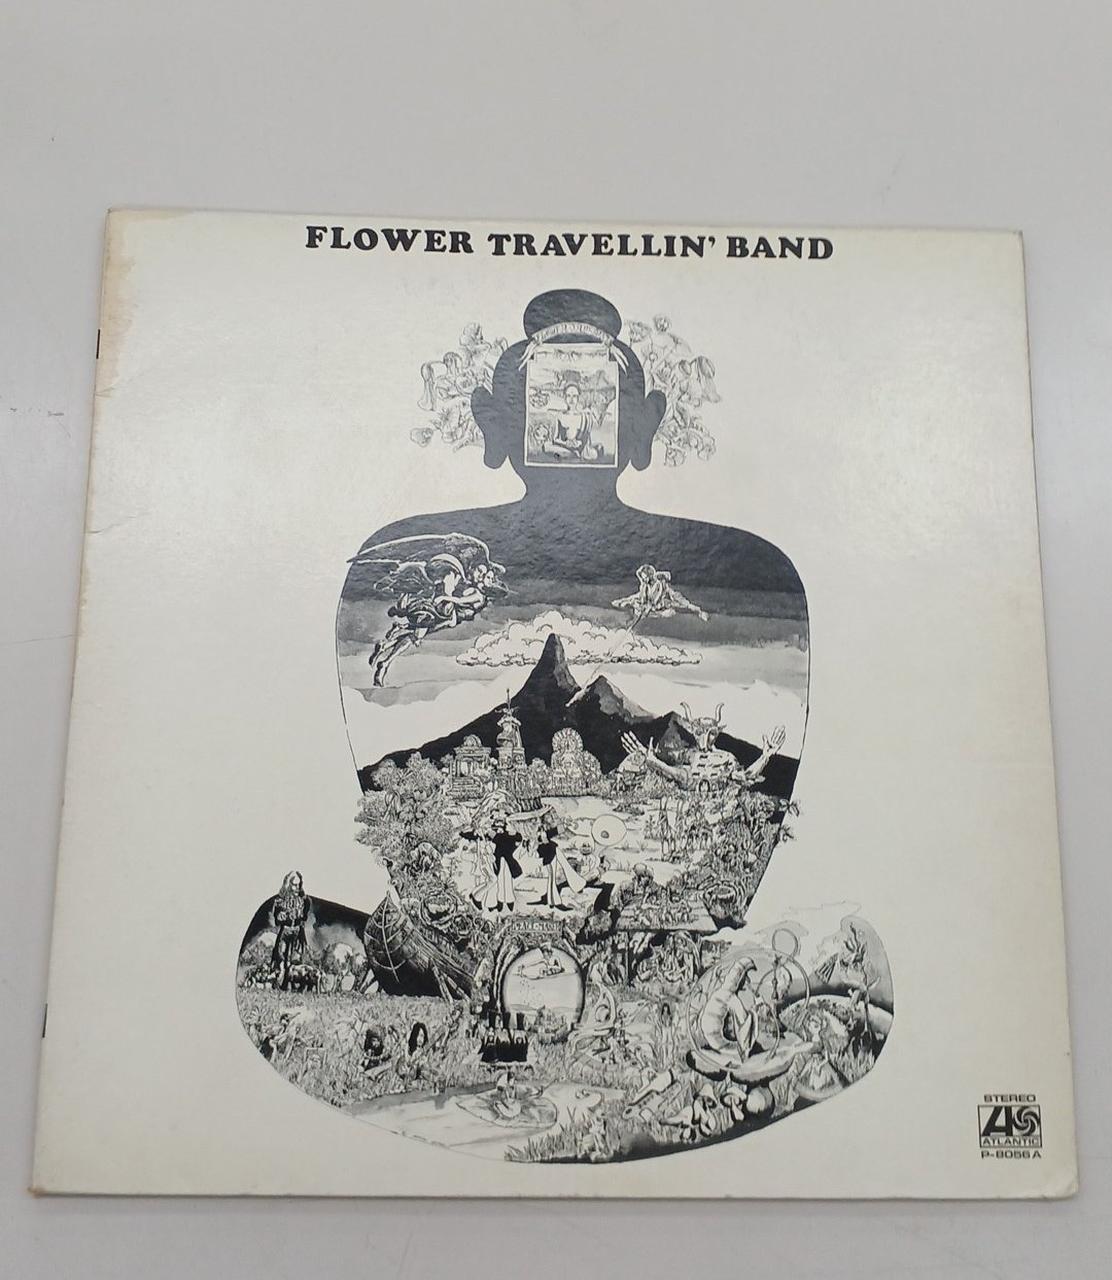 FLOWER TRAVELLIN' BAND
STEREO
ATLANTIC
P-8056A